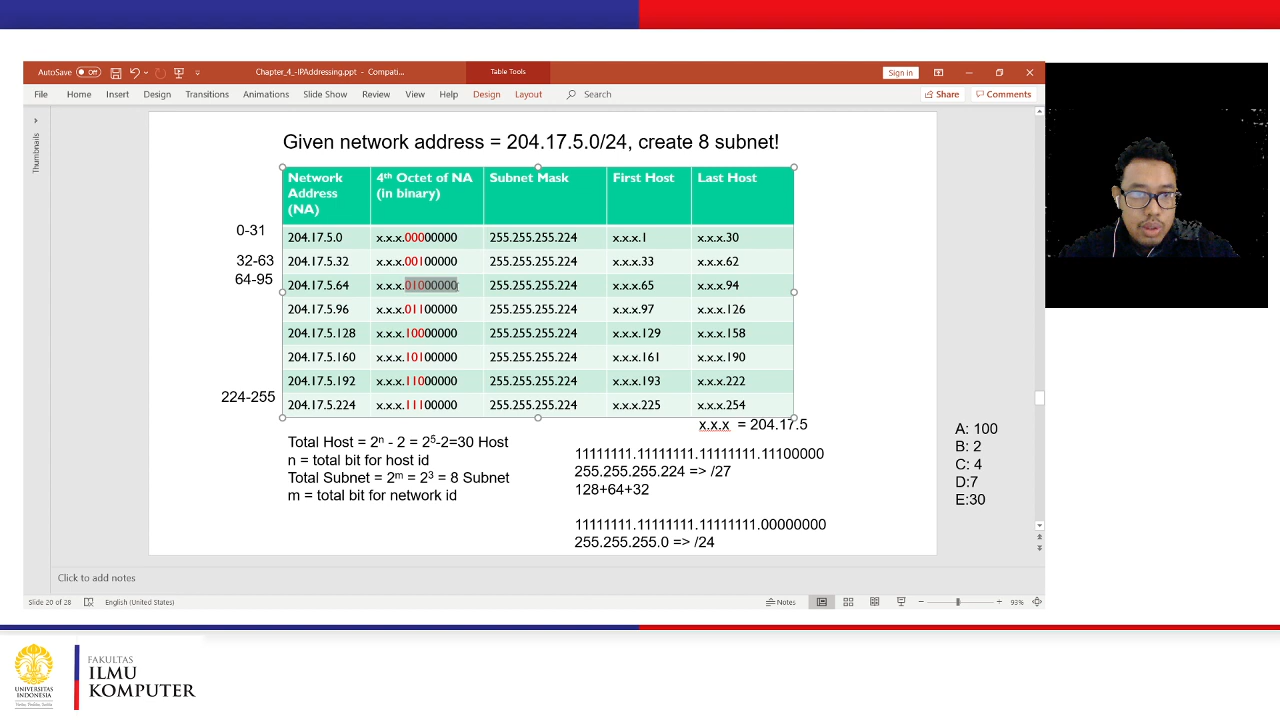 AutoSave Off Chapter_4_-IPAddressing.ppt - Compati... Table Tools Sign in
File Home Insert Design Transitions Animations Slide Show Review View Help Design Layout Search Share Comments
Thumbnails
Given network address = 204.17.5.0/24, create 8 subnet!
Network Address (NA) 4th Octet of NA (in binary) Subnet Mask First Host Last Host
0-31 204.17.5.0 x.x.x.00000000 255.255.255.224 x.x.x.1 x.x.x.30
32-63 204.17.5.32 x.x.x.00100000 255.255.255.224 x.x.x.33 x.x.x.62
64-95 204.17.5.64 x.x.x.01000000 255.255.255.224 x.x.x.65 x.x.x.94
204.17.5.96 x.x.x.01100000 255.255.255.224 x.x.x.97 x.x.x.126
204.17.5.128 x.x.x.10000000 255.255.255.224 x.x.x.129 x.x.x.158
204.17.5.160 x.x.x.10100000 255.255.255.224 x.x.x.161 x.x.x.190
204.17.5.192 x.x.x.11000000 255.255.255.224 x.x.x.193 x.x.x.222
224-255 204.17.5.224 x.x.x.11100000 255.255.255.224 x.x.x.225 x.x.x.254
x.x.x = 204.17.5
Total Host = 2n - 2 = 25-2=30 Host
n = total bit for host id
Total Subnet = 2m = 23 = 8 Subnet
m = total bit for network id
11111111.11111111.11111111.11100000
255.255.255.224 => /27
128+64+32
11111111.11111111.11111111.00000000
255.255.255.0 => /24
A: 100
B: 2
C: 4
D:7
E:30
Click to add notes
Slide 20 of 28 English (United States) Notes 93%
UNIVERSITAS
INDONESIA
FAKULTAS
ILMU
KOMPUTER